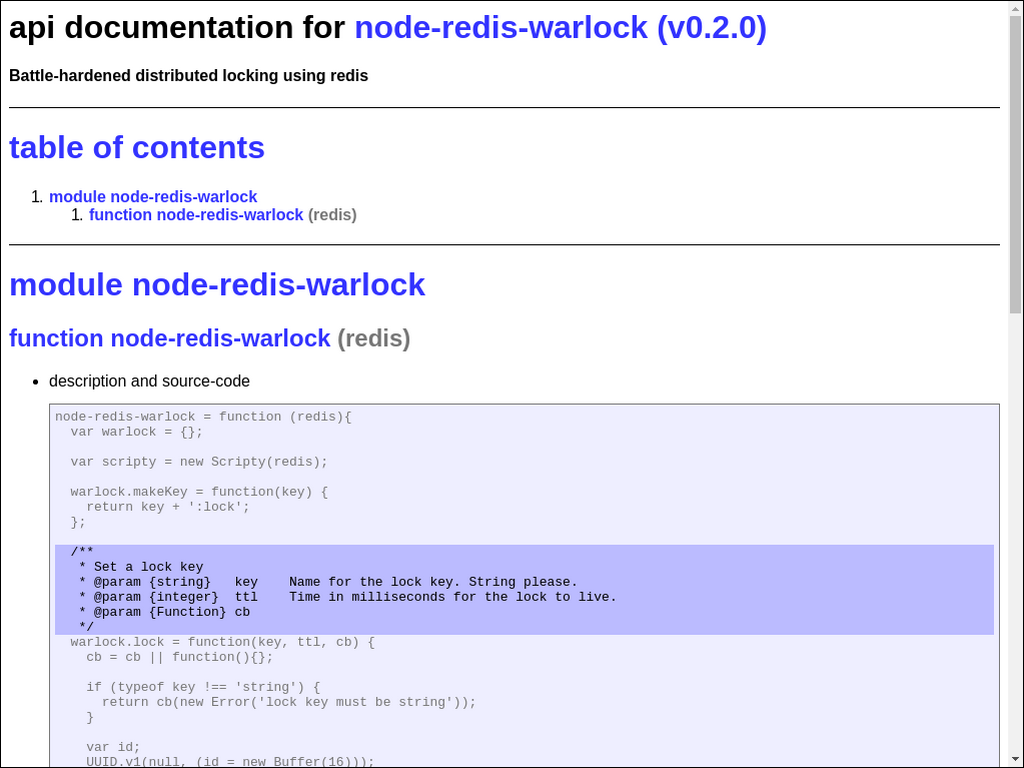 api documentation for node-redis-warlock (v0.2.0)
Battle-hardened distributed locking using redis
table of contents
1. module node-redis-warlock
1. function node-redis-warlock (redis)
module node-redis-warlock
function node-redis-warlock (redis)
• description and source-code
node-redis-warlock = function (redis){
  var warlock = {};
  var scripty = new Scripty(redis);
  warlock.makeKey = function(key) {
    return key + ':lock';
  };
  /**
   * Set a lock key
   * @param {string}   key    Name for the lock key. String please.
   * @param {integer}  ttl    Time in milliseconds for the lock to live.
   * @param {Function} cb
   */
  warlock.lock = function(key, ttl, cb) {
    cb = cb || function(){};
    if (typeof key !== 'string') {
      return cb(new Error('lock key must be string'));
    }
    var id;
    UUID.v1(null, (id = new Buffer(16)));